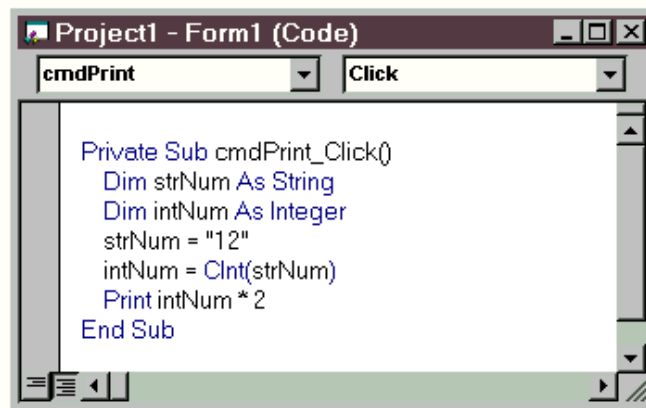 Project1 - Form1 (Code)
cmdPrint Click
Private Sub cmdPrint_Click()
Dim strNum As String
Dim intNum As Integer
strNum = "12"
intNum = CInt(strNum)
Print intNum * 2
End Sub